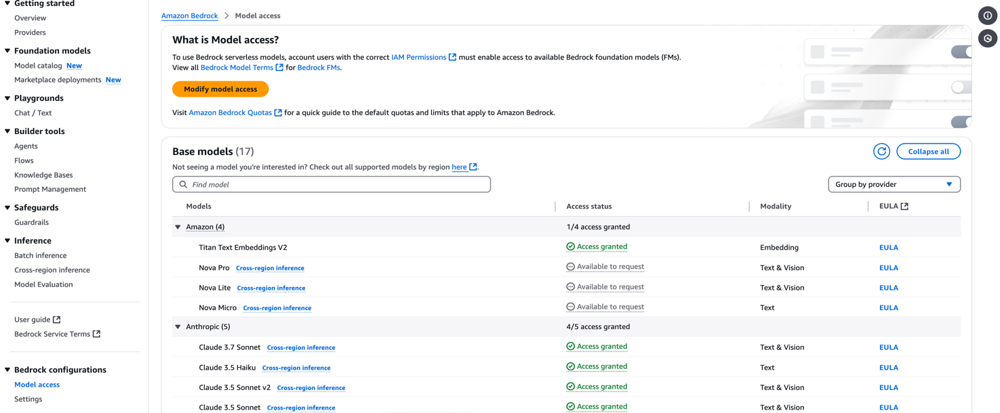 Getting started
Overview
Providers
Foundation models
Model catalog New
Marketplace deployments New
Playgrounds
Chat / Text
Builder tools
Agents
Flows
Knowledge Bases
Prompt Management
Safeguards
Guardrails
Inference
Batch inference
Cross-region inference
Model Evaluation
User guide
Bedrock Service Terms
Bedrock configurations
Model access
Settings
Amazon Bedrock > Model access
What is Model access?
To use Bedrock serverless models, account users with the correct IAM Permissions must enable access to available Bedrock foundation models (FMs).
View all Bedrock Model Terms for Bedrock FMs.
Modify model access
Visit Amazon Bedrock Quotas for a quick guide to the default quotas and limits that apply to Amazon Bedrock.
Base models (17)
Collapse all
Not seeing a model you're interested in? Check out all supported models by region here.
Find model
Group by provider
Models Access status Modality EULA
Amazon (4) 1/4 access granted
Titan Text Embeddings V2 Access granted Embedding EULA
Nova Pro Cross-region inference Available to request Text & Vision EULA
Nova Lite Cross-region inference Available to request Text & Vision EULA
Nova Micro Cross-region inference Available to request Text EULA
Anthropic (5) 4/5 access granted
Claude 3.7 Sonnet Cross-region inference Access granted Text & Vision EULA
Claude 3.5 Haiku Cross-region inference Access granted Text EULA
Claude 3.5 Sonnet v2 Cross-region inference Access granted Text & Vision EULA
Claude 3.5 Sonnet Cross-region inference Access granted Text & Vision EULA